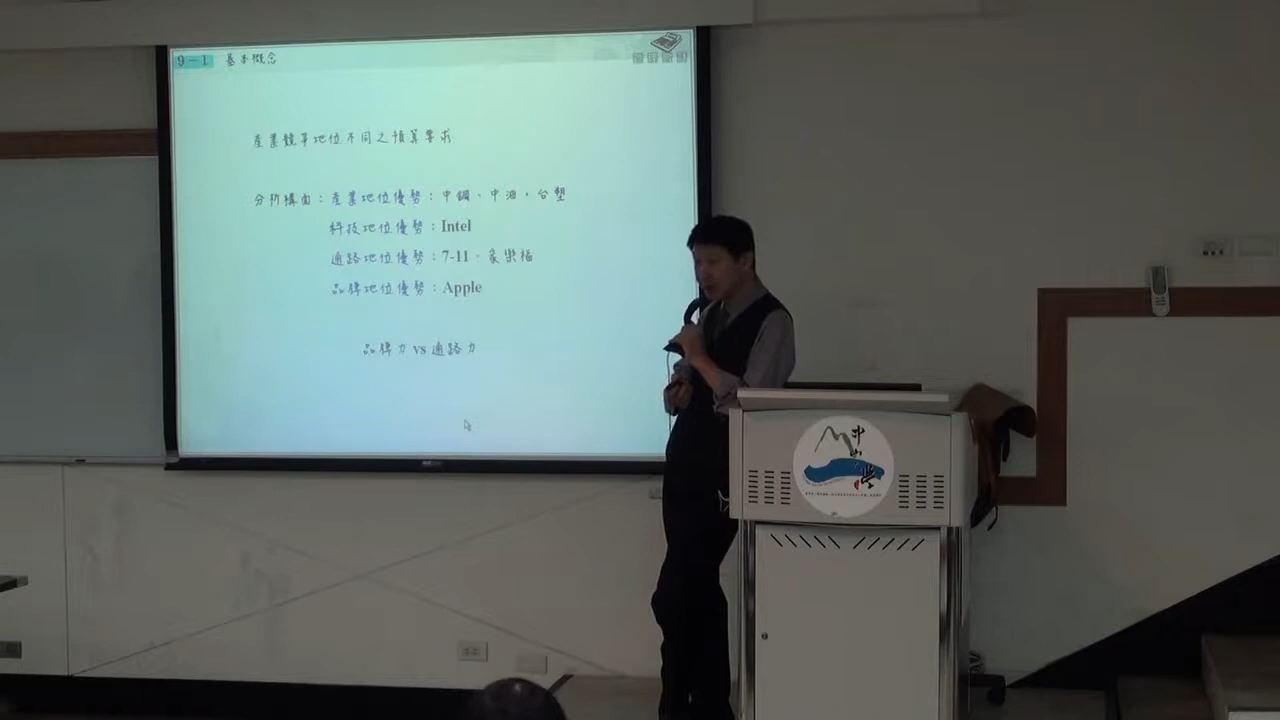 9－1 基本概念
產業競爭地位不同之預算要求
分析構面：產業地位優勢：中鋼、中油、台塑
科技地位優勢：Intel
通路地位優勢：7-11、家樂福
品牌地位優勢：Apple
品牌力 vs 通路力
中山學